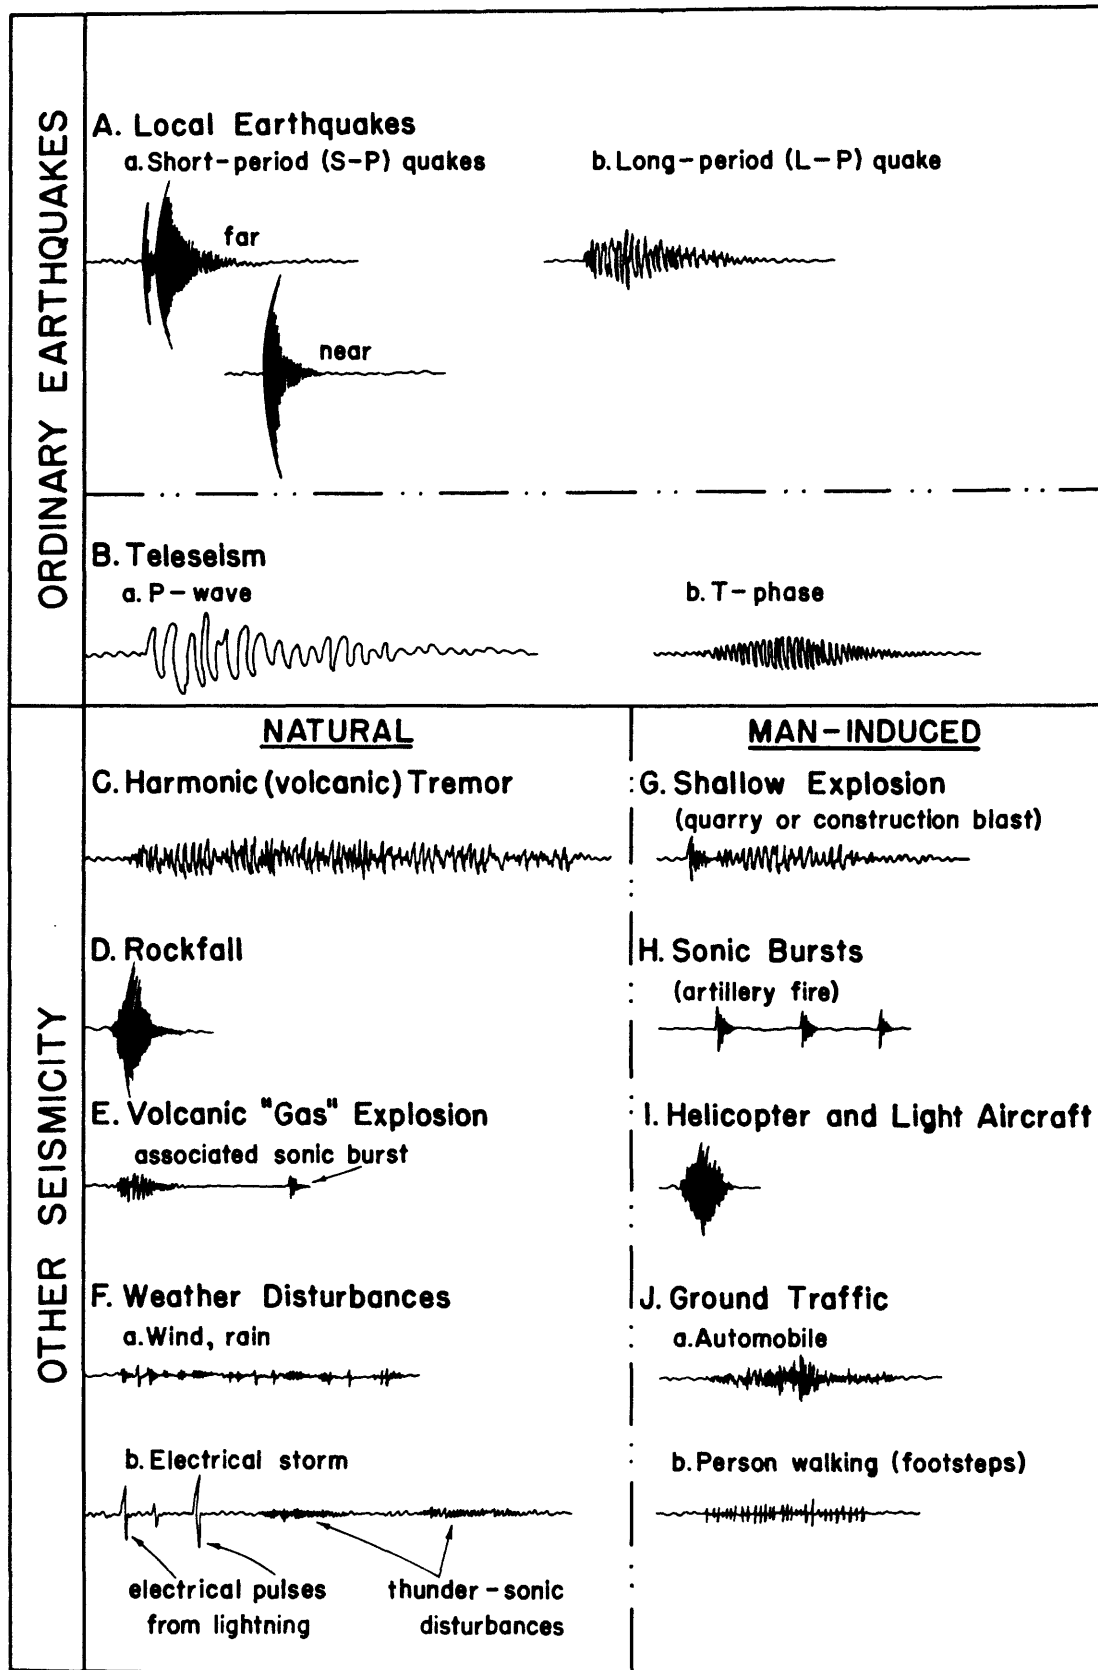 ORDINARY EARTHQUAKES
A. Local Earthquakes
a. Short-period (S-P) quakes
b. Long-period (L-P) quake
far
near
B. Teleseism
a. P-wave
b. T-phase
OTHER SEISMICITY
NATURAL
C. Harmonic (volcanic) Tremor
D. Rockfall
E. Volcanic "Gas" Explosion
associated sonic burst
F. Weather Disturbances
a. Wind, rain
b. Electrical storm
electrical pulses
from lightning
thunder-sonic
disturbances
MAN-INDUCED
G. Shallow Explosion
(quarry or construction blast)
H. Sonic Bursts
(artillery fire)
I. Helicopter and Light Aircraft
J. Ground Traffic
a. Automobile
b. Person walking (footsteps)